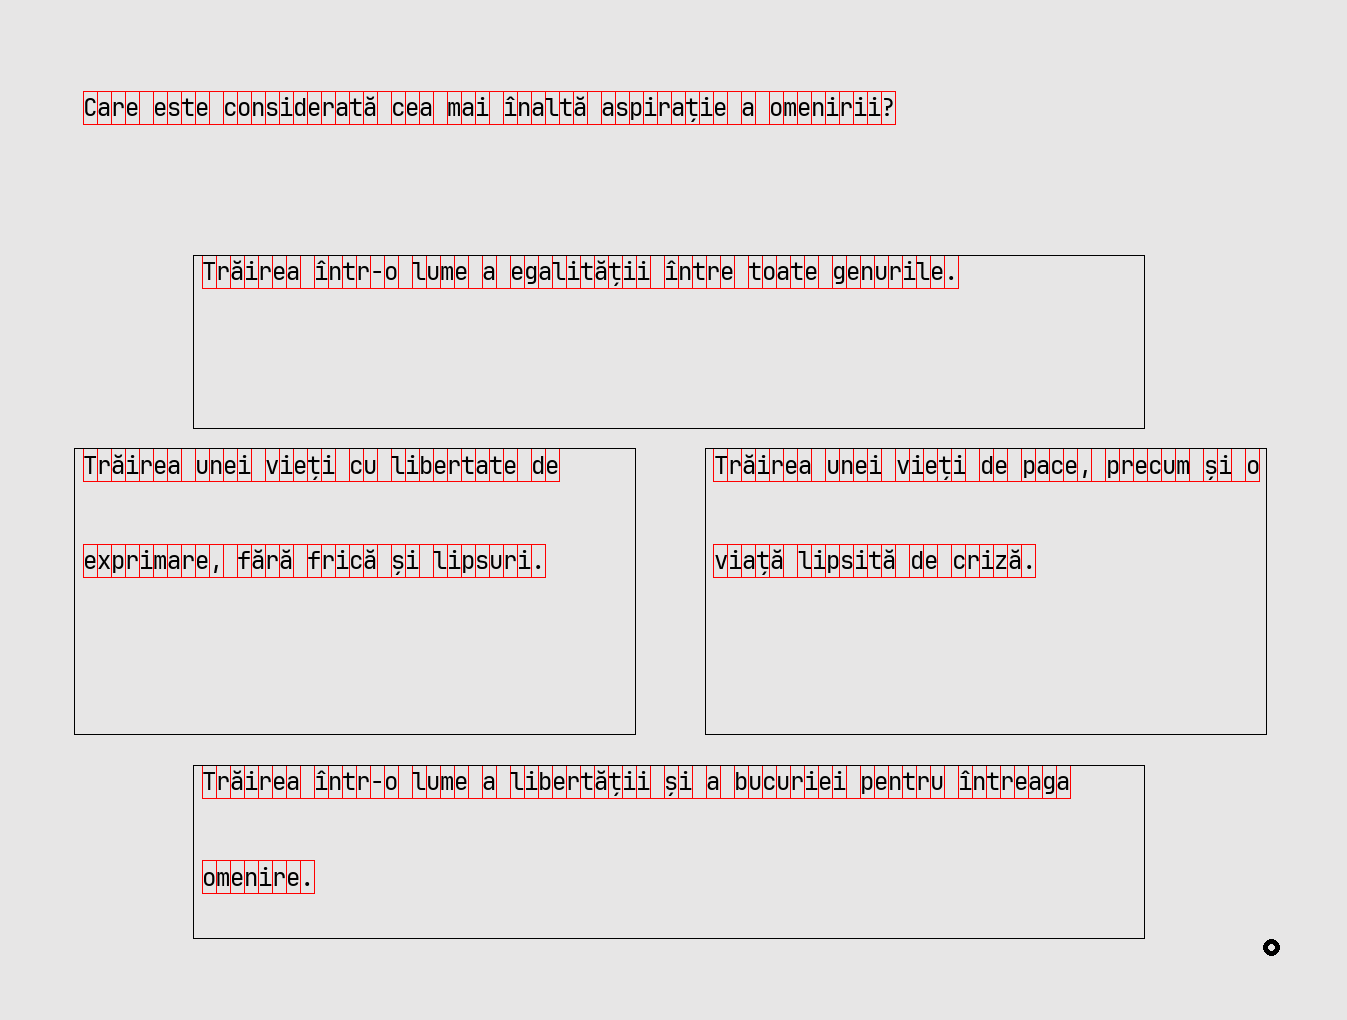 Care este considerată cea mai înaltă aspirație a omenirii?
Trăirea într-o lume a egalității între toate genurile.
Trăirea unei vieți cu libertate de
exprimare, fără frică și lipsuri.
Trăirea unei vieți de pace, precum și o
viață lipsită de criză.
Trăirea într-o lume a libertății și a bucuriei pentru întreaga
omenire.